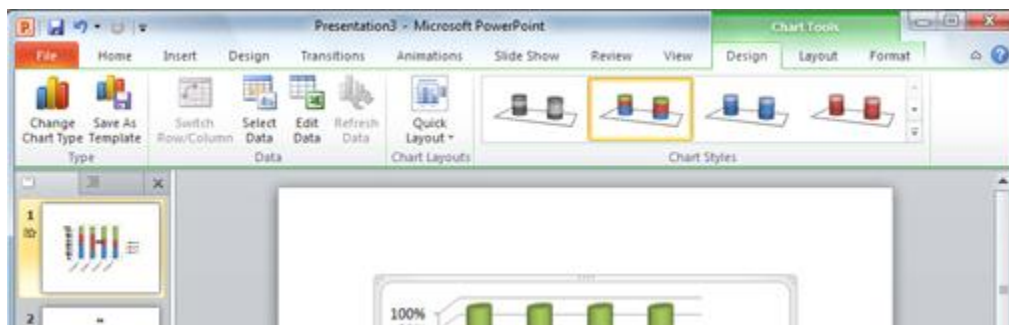 Presentation3 - Microsoft PowerPoint
Chart Tools
File Home Insert Design Transitions Animations Slide Show Review View Design Layout Format
Change Chart Type
Save As Template
Switch Row/Column
Select Data
Edit Data
Refresh Data
Quick Layout
Type
Data
Chart Layouts
Chart Styles
1
2
100%